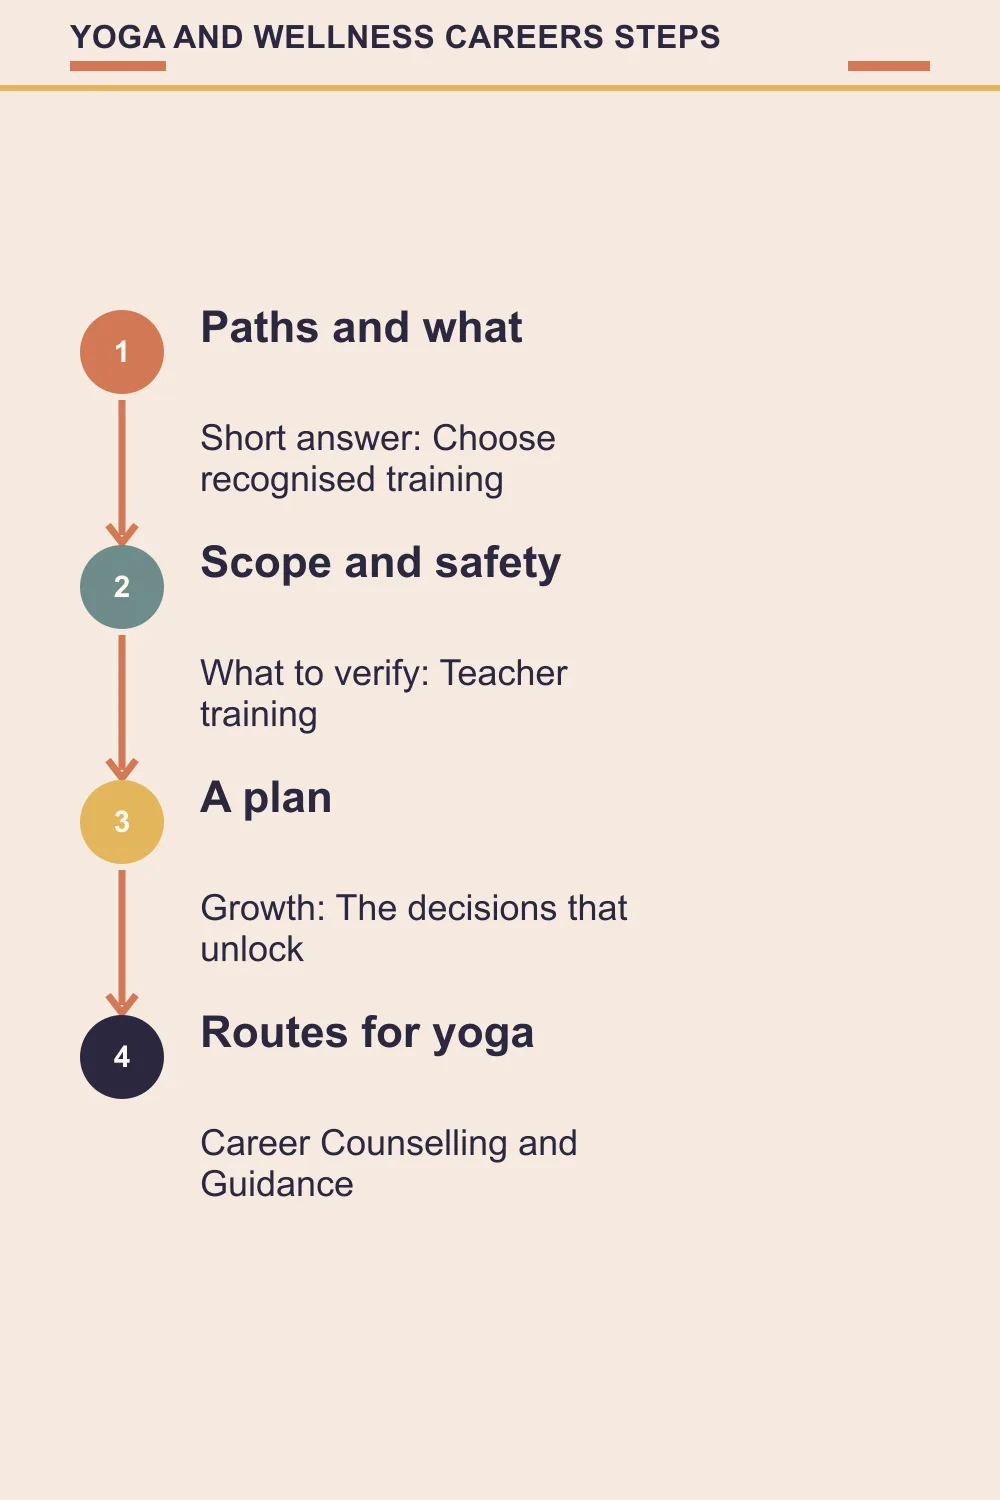 YOGA AND WELLNESS CAREERS STEPS
1
Paths and what
Short answer: Choose
recognised training
2
Scope and safety
What to verify: Teacher
training
3
A plan
Growth: The decisions that
unlock
4
Routes for yoga
Career Counselling and
Guidance